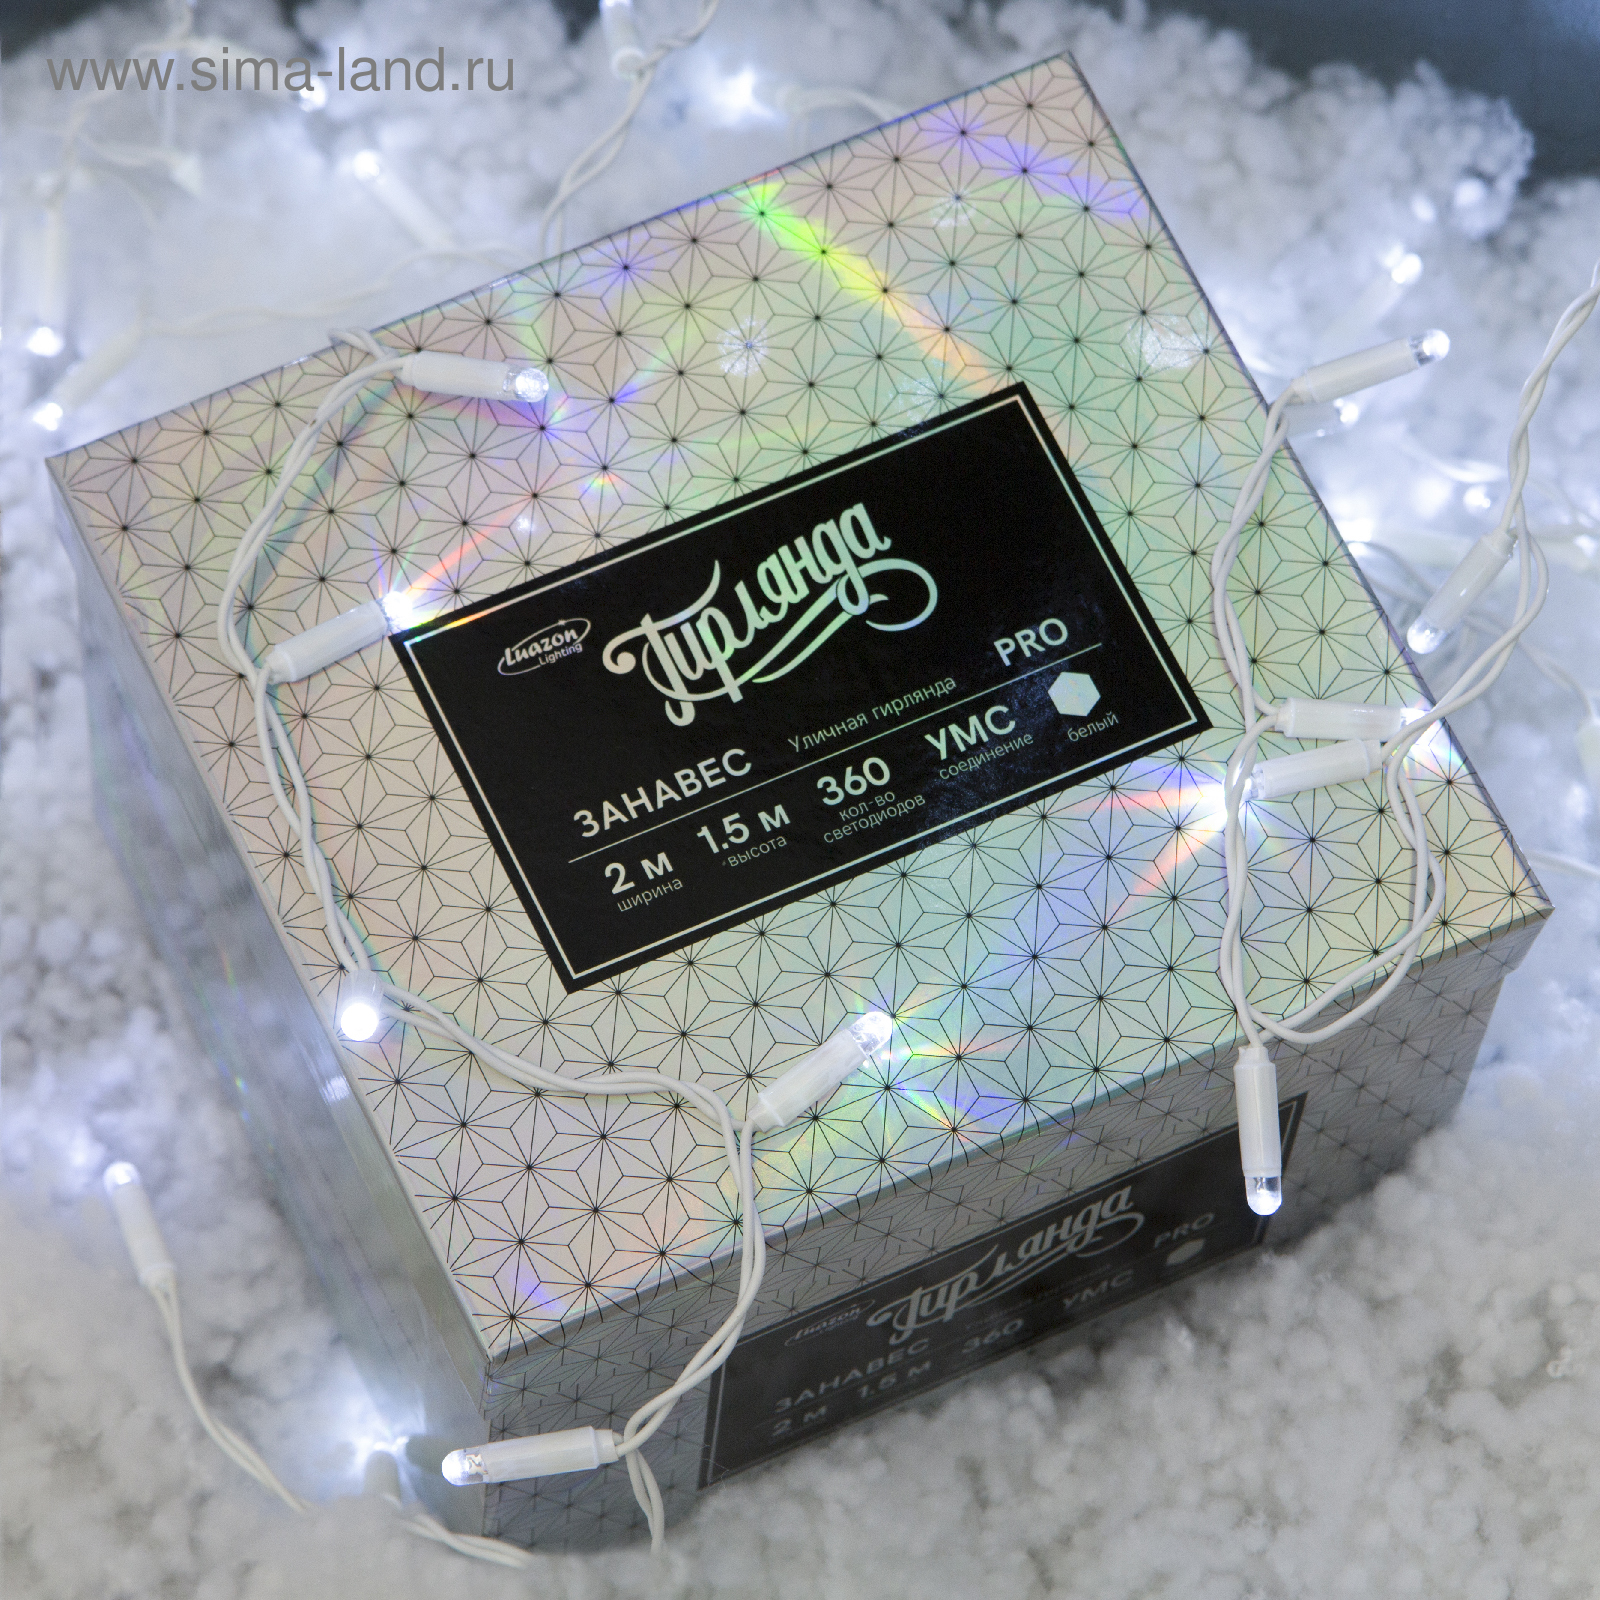 www.sima-land.ru
Luazon
Lighting
Гирлянда
ЗАНАВЕС Уличная гирлянда PRO
2 м 1.5 м 360 УМС
ширина высота кол-во светодиодов соединение белый
Luazon
Гирлянда
ЗАНАВЕС PRO
2 м 1.5 м 360 УМС